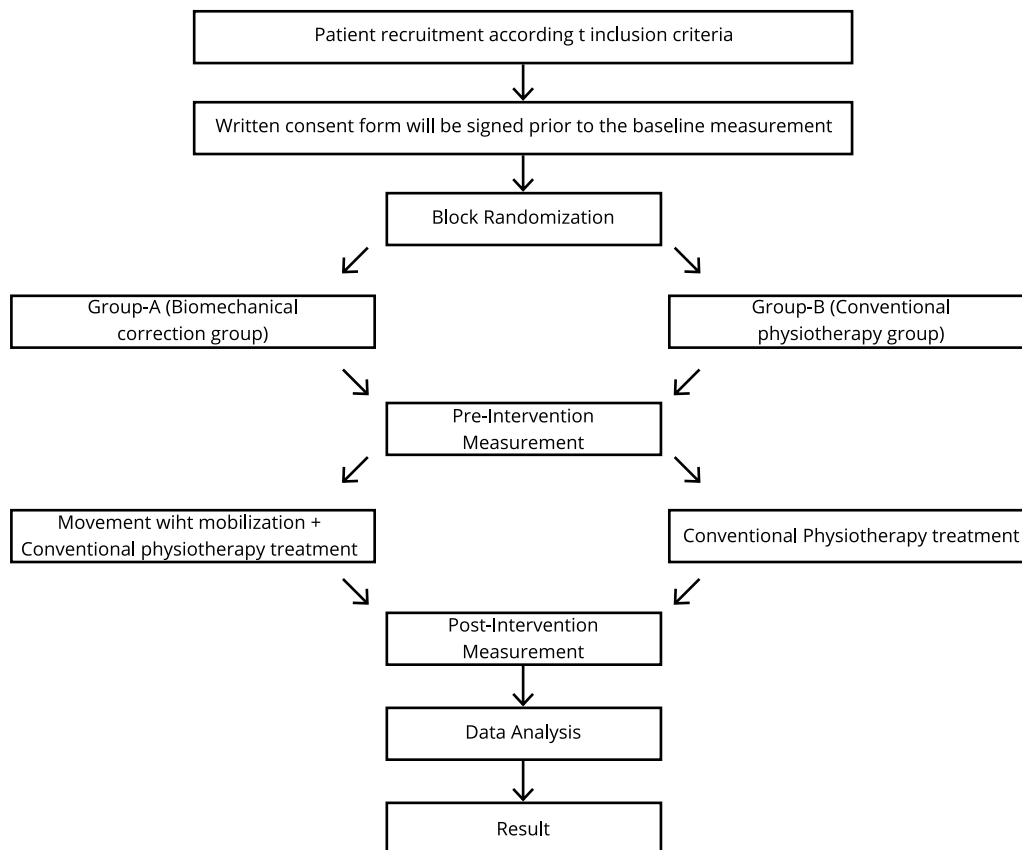 Patient recruitment according t inclusion criteria
Written consent form will be signed prior to the baseline measurement
Block Randomization
Group-A (Biomechanical
correction group)
Group-B (Conventional
physiotherapy group)
Pre-Intervention
Measurement
Movement wiht mobilization +
Conventional physiotherapy treatment
Conventional Physiotherapy treatment
Post-Intervention
Measurement
Data Analysis
Result